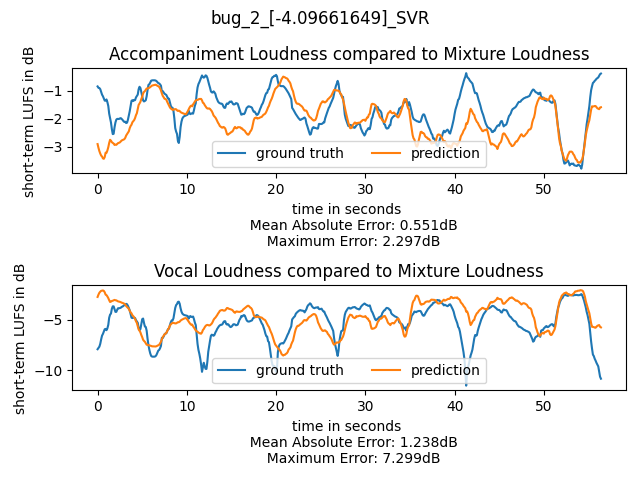 bug_2_[-4.09661649]_SVR
Accompaniment Loudness compared to Mixture Loudness
short-term LUFS in dB
−1
−2
−3
ground truth
prediction
0 10 20 30 40 50
time in seconds
Mean Absolute Error: 0.551dB
Maximum Error: 2.297dB
Vocal Loudness compared to Mixture Loudness
short-term LUFS in dB
−5
−10
ground truth
prediction
0 10 20 30 40 50
time in seconds
Mean Absolute Error: 1.238dB
Maximum Error: 7.299dB